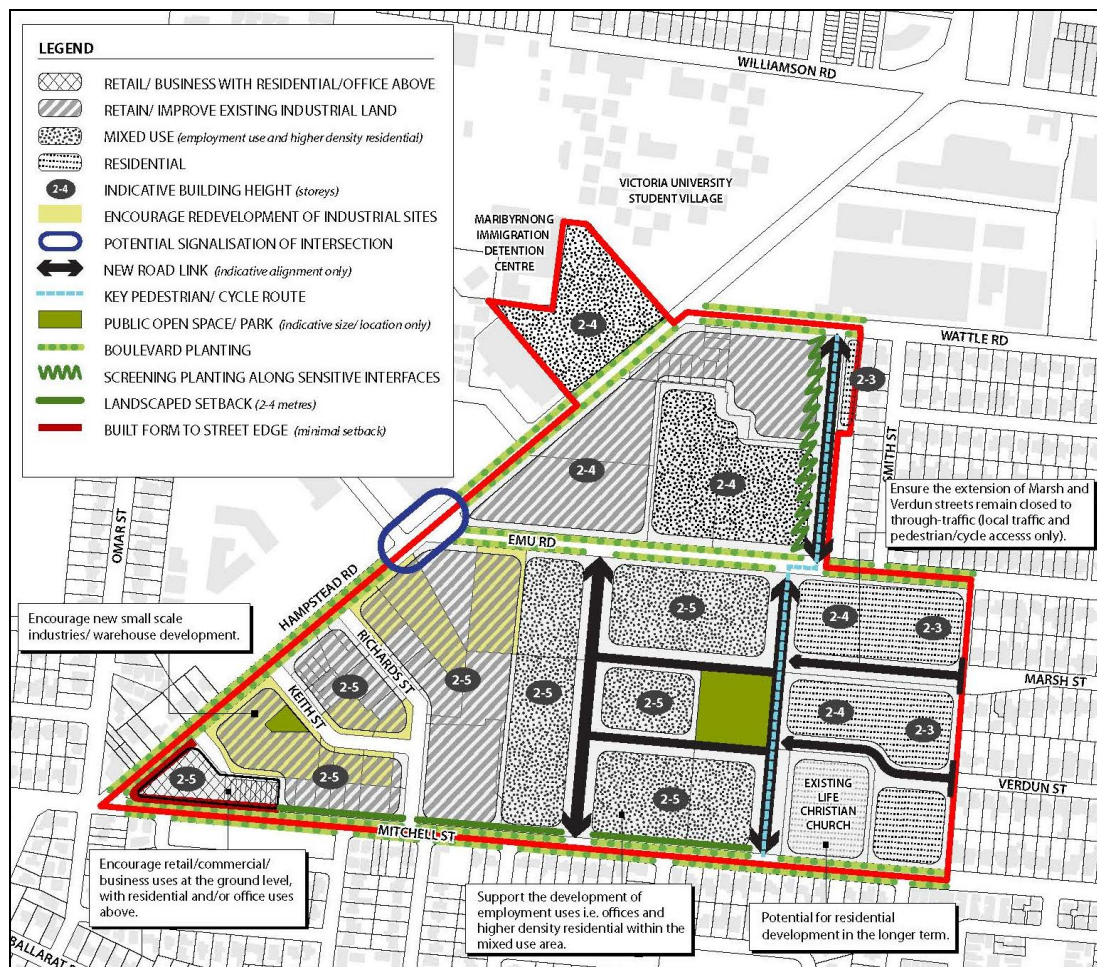 LEGEND
RETAIL/ BUSINESS WITH RESIDENTIAL/OFFICE ABOVE
RETAIN/ IMPROVE EXISTING INDUSTRIAL LAND
MIXED USE (employment use and higher density residential)
RESIDENTIAL
2-4 INDICATIVE BUILDING HEIGHT (storeys)
ENCOURAGE REDEVELOPMENT OF INDUSTRIAL SITES
POTENTIAL SIGNALISATION OF INTERSECTION
NEW ROAD LINK (indicative alignment only)
KEY PEDESTRIAN/ CYCLE ROUTE
PUBLIC OPEN SPACE/ PARK (indicative size/ location only)
BOULEVARD PLANTING
SCREENING PLANTING ALONG SENSITIVE INTERFACES
LANDSCAPED SETBACK (2-4 metres)
BUILT FORM TO STREET EDGE (minimal setback)
WILLIAMSON RD
VICTORIA UNIVERSITY
STUDENT VILLAGE
MARIBYRNONG
IMMIGRATION
DETENTION
CENTRE
2-4
WATTLE RD
2-3
SMITH ST
2-4
2-4
Ensure the extension of Marsh and
Verdun streets remain closed to
through-traffic (local traffic and
pedestrian/cycle accesss only).
OMAR ST
EMU RD
HAMPSTEAD RD
Encourage new small scale
industries/ warehouse development.
RICHARDS ST
KEITH ST
2-5
2-5
2-5
2-5
2-4
2-3
MARSH ST
2-5
2-4
2-3
2-5
2-5
2-5
VERDUN ST
EXISTING
LIFE
CHRISTIAN
CHURCH
MITCHELL ST
Encourage retail/commercial/
business uses at the ground level,
with residential and/or office uses
above.
Support the development of
employment uses i.e. offices and
higher density residential within the
mixed use area.
Potential for residential
development in the longer term.
BALLARAT